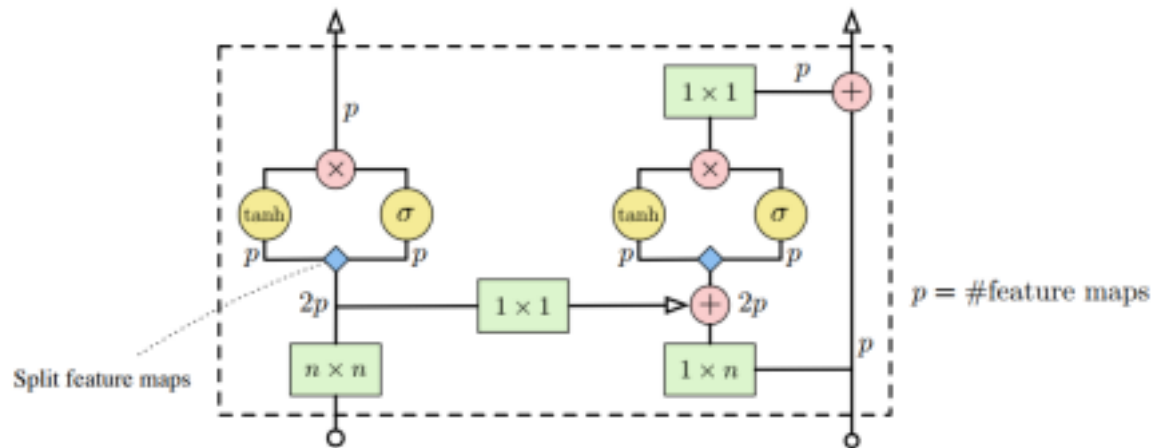 p
1 × 1
p
+
×
×
tanh
σ
tanh
σ
p
p
p
p
2p
1 × 1
+
2p
p = #feature maps
Split feature maps
n × n
1 × n
p